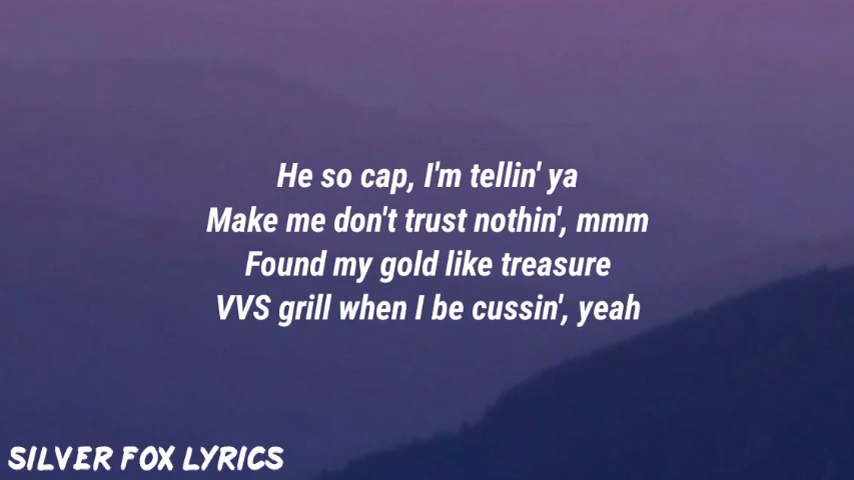 He so cap, I'm tellin' ya
Make me don't trust nothin', mmm
Found my gold like treasure
VVS grill when I be cussin', yeah
SILVER FOX LYRICS